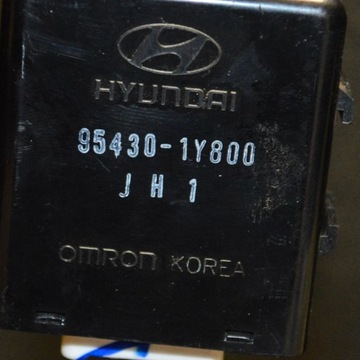 HYUNDAI
95430-1Y800
J H 1
OMRON KOREA